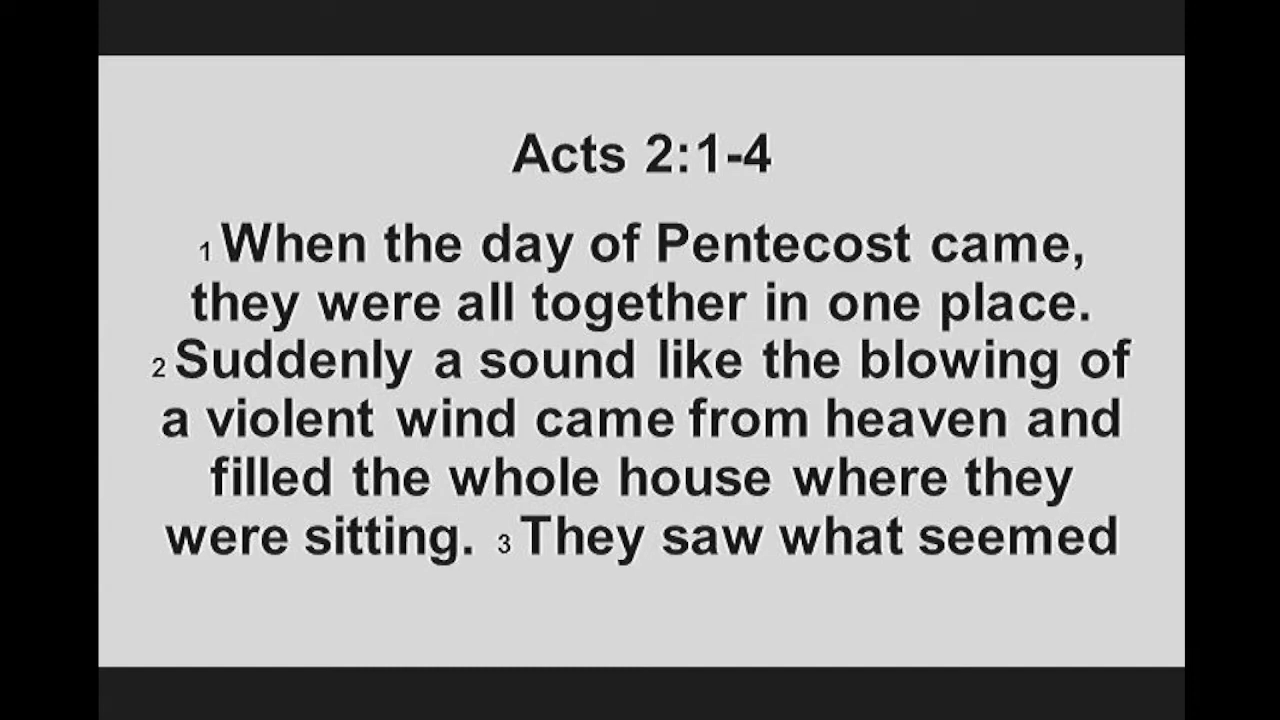 Acts 2:1-4
1 When the day of Pentecost came,
they were all together in one place.
2 Suddenly a sound like the blowing of
a violent wind came from heaven and
filled the whole house where they
were sitting. 3 They saw what seemed